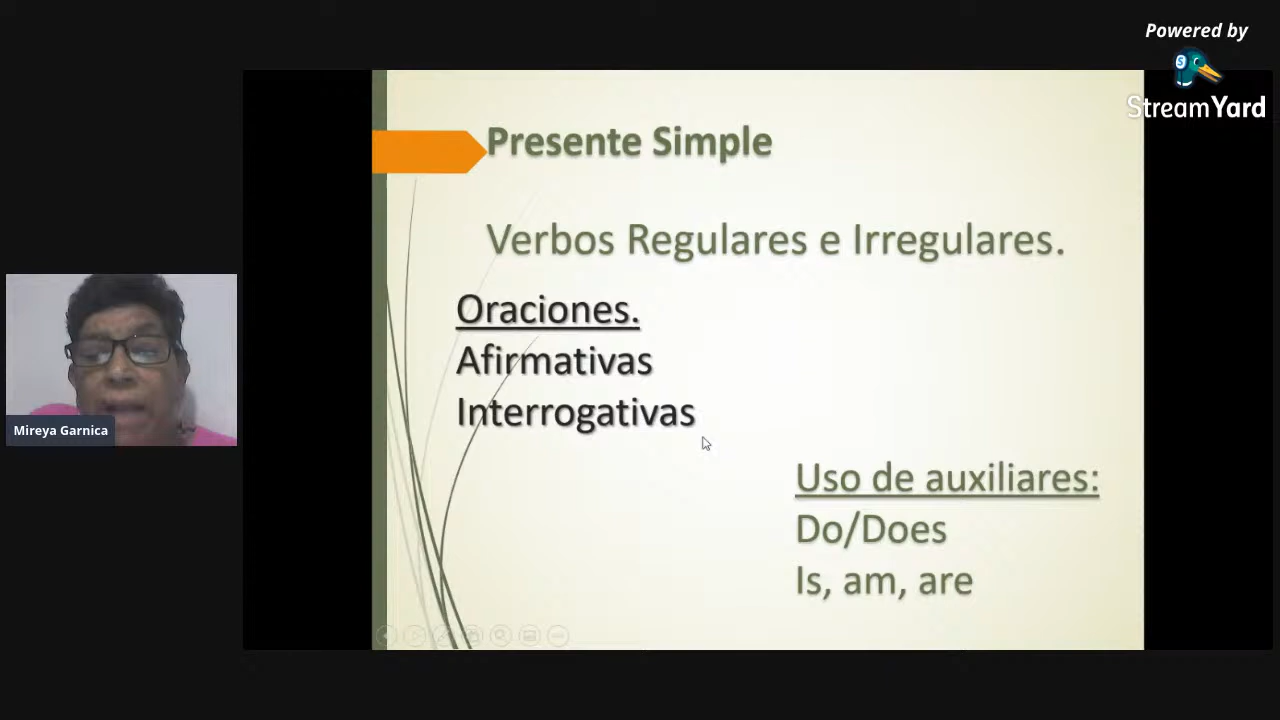 Powered by
StreamYard
Presente Simple
Verbos Regulares e Irregulares.
Oraciones.
Afirmativas
Interrogativas
Mireya Garnica
Uso de auxiliares:
Do/Does
Is, am, are